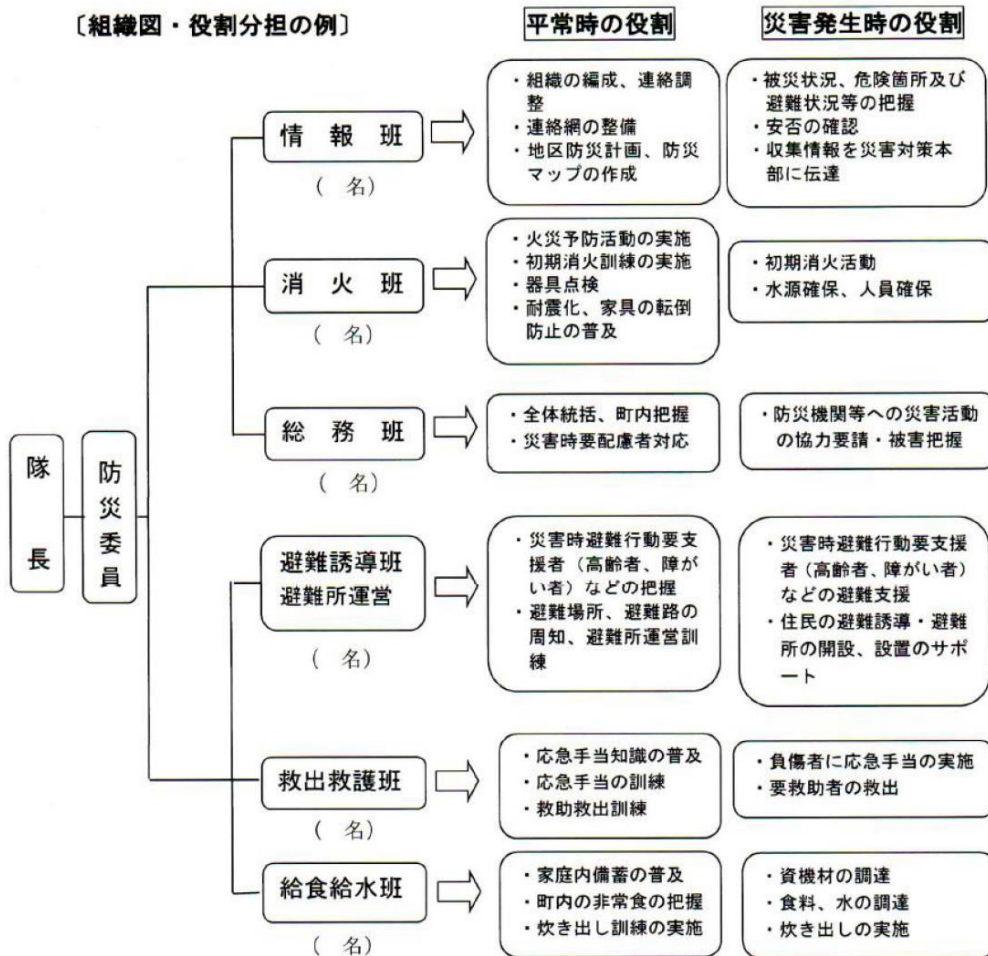 〔組織図・役割分担の例〕
平常時の役割
災害発生時の役割
隊長
防災委員
情報班
(　名)
・組織の編成、連絡調
整
・連絡網の整備
・地区防災計画、防災
マップの作成
・被災状況、危険箇所及び
避難状況等の把握
・安否の確認
・収集情報を災害対策本
部に伝達
消火班
(　名)
・火災予防活動の実施
・初期消火訓練の実施
・器具点検
・耐震化、家具の転倒
防止の普及
・初期消火活動
・水源確保、人員確保
総務班
(　名)
・全体統括、町内把握
・災害時要配慮者対応
・防災機関等への災害活動
の協力要請・被害把握
避難誘導班
避難所運営
(　名)
・災害時避難行動要支
援者（高齢者、障が
い者）などの把握
・避難場所、避難路の
周知、避難所運営訓
練
・災害時避難行動要支援
者（高齢者、障がい者）
などの避難支援
・住民の避難誘導・避難
所の開設、設置のサポ
ート
救出救護班
(　名)
・応急手当知識の普及
・応急手当の訓練
・救助救出訓練
・負傷者に応急手当の実施
・要救助者の救出
給食給水班
(　名)
・家庭内備蓄の普及
・町内の非常食の把握
・炊き出し訓練の実施
・資機材の調達
・食料、水の調達
・炊き出しの実施